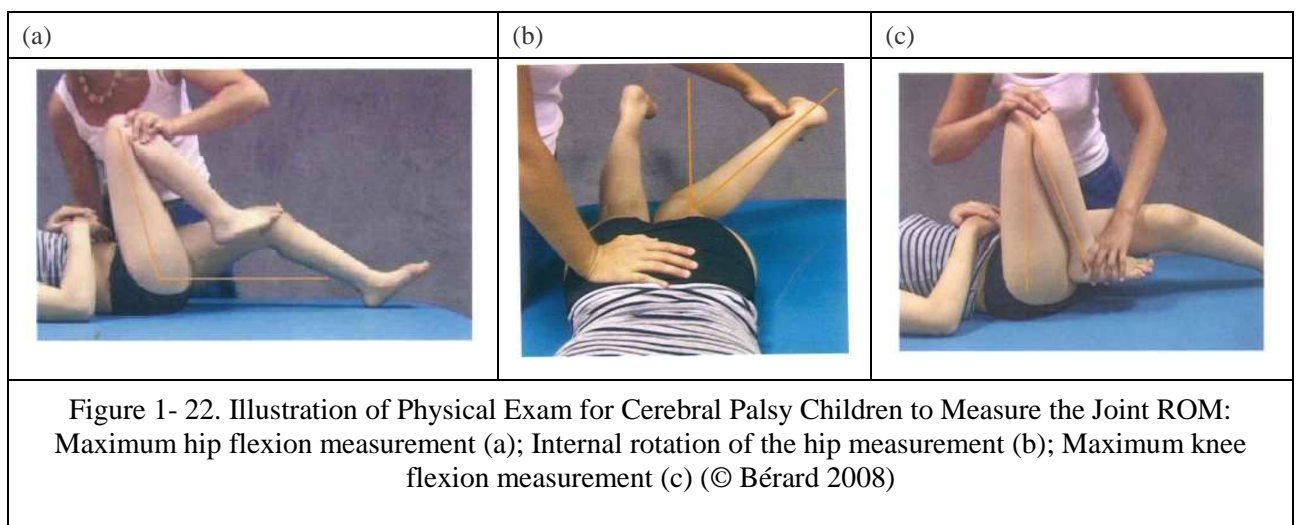 (a)
(b)
(c)
Figure 1- 22. Illustration of Physical Exam for Cerebral Palsy Children to Measure the Joint ROM:
Maximum hip flexion measurement (a); Internal rotation of the hip measurement (b); Maximum knee
flexion measurement (c) (© Bérard 2008)